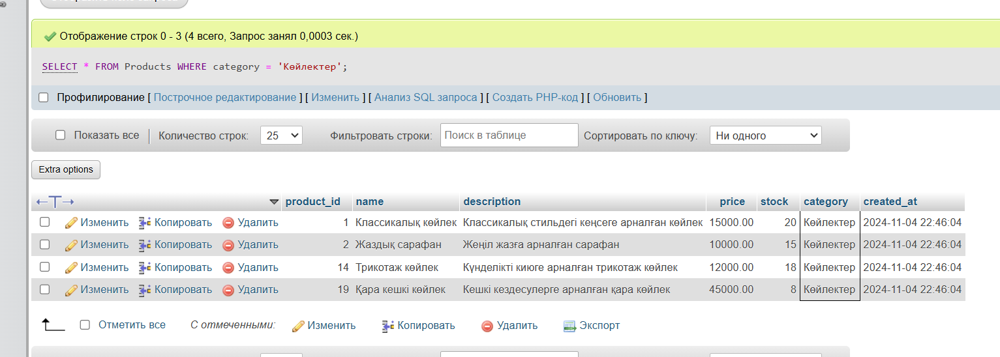 Отображение строк 0 - 3 (4 всего, Запрос занял 0,0003 сек.)
SELECT * FROM Products WHERE category = 'Көйлектер';
Профилирование [ Построчное редактирование ] [ Изменить ] [ Анализ SQL запроса ] [ Создать PHP-код ] [ Обновить ]
Показать все Количество строк: 25 Фильтровать строки: Поиск в таблице Сортировать по ключу: Ни одного
Extra options
←T→ product_id name description price stock category created_at
Изменить Копировать Удалить 1 Классикалық көйлек Классикалық стильдегі кеңсеге арналған көйлек 15000.00 20 Көйлектер 2024-11-04 22:46:04
Изменить Копировать Удалить 2 Жаздық сарафан Жеңіл жазға арналған сарафан 10000.00 15 Көйлектер 2024-11-04 22:46:04
Изменить Копировать Удалить 14 Трикотаж көйлек Күнделікті киюге арналған трикотаж көйлек 12000.00 18 Көйлектер 2024-11-04 22:46:04
Изменить Копировать Удалить 19 Қара кешкі көйлек Кешкі кездесулерге арналған қара көйлек 45000.00 8 Көйлектер 2024-11-04 22:46:04
Отметить все С отмеченными: Изменить Копировать Удалить Экспорт